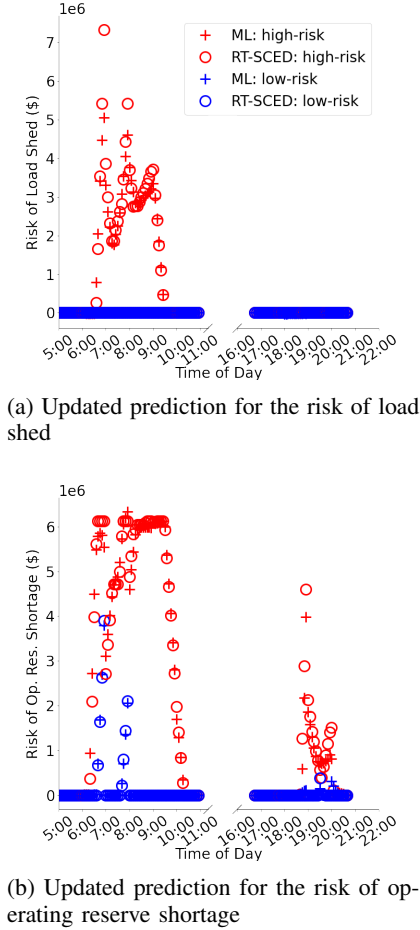 1e6
7
6
5
4
3
2
1
0
Risk of Load Shed ($)
+ ML: high-risk
RT-SCED: high-risk
+ ML: low-risk
RT-SCED: low-risk
5:00 6:00 7:00 8:00 9:00 10:00 11:00 16:00 17:00 18:00 19:00 20:00 21:00 22:00
Time of Day
(a) Updated prediction for the risk of load
shed
1e6
6
5
4
3
2
1
0
Risk of Op. Res. Shortage ($)
5:00 6:00 7:00 8:00 9:00 10:00 11:00 16:00 17:00 18:00 19:00 20:00 21:00 22:00
Time of Day
(b) Updated prediction for the risk of op-
erating reserve shortage